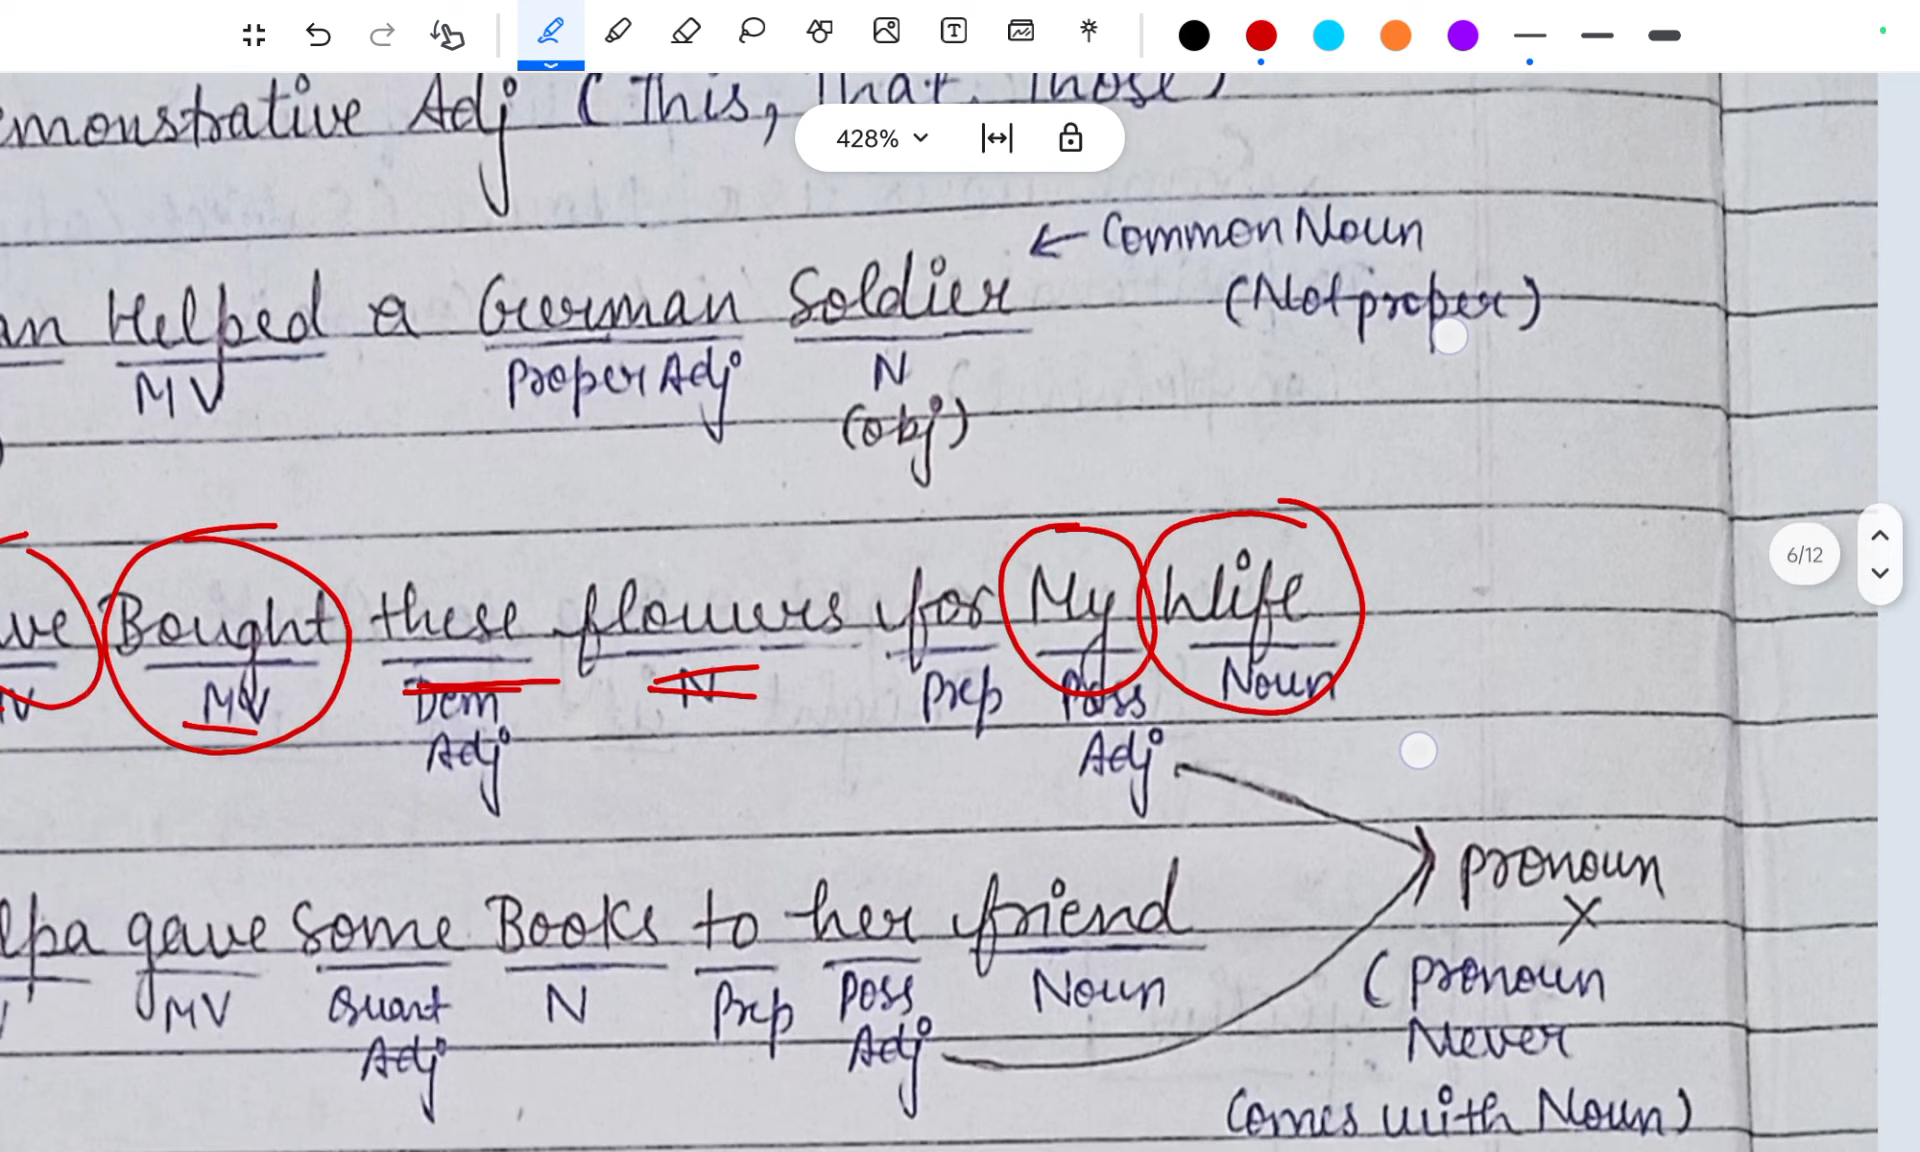 428%
monstrative Adj (This, That, Those)
← Common Noun
an Helped a German Soldier (Not proper)
MV Proper Adj N
(obj)
6/12
ve Bought these flowers for My Wife
MV Dem N Prep Poss Noun
Adj Adj
pronoun
lpa gave some Books to her friend
X
MV Quant N Prep Poss Noun (pronoun
Adj Adj Never
Comes with Noun)